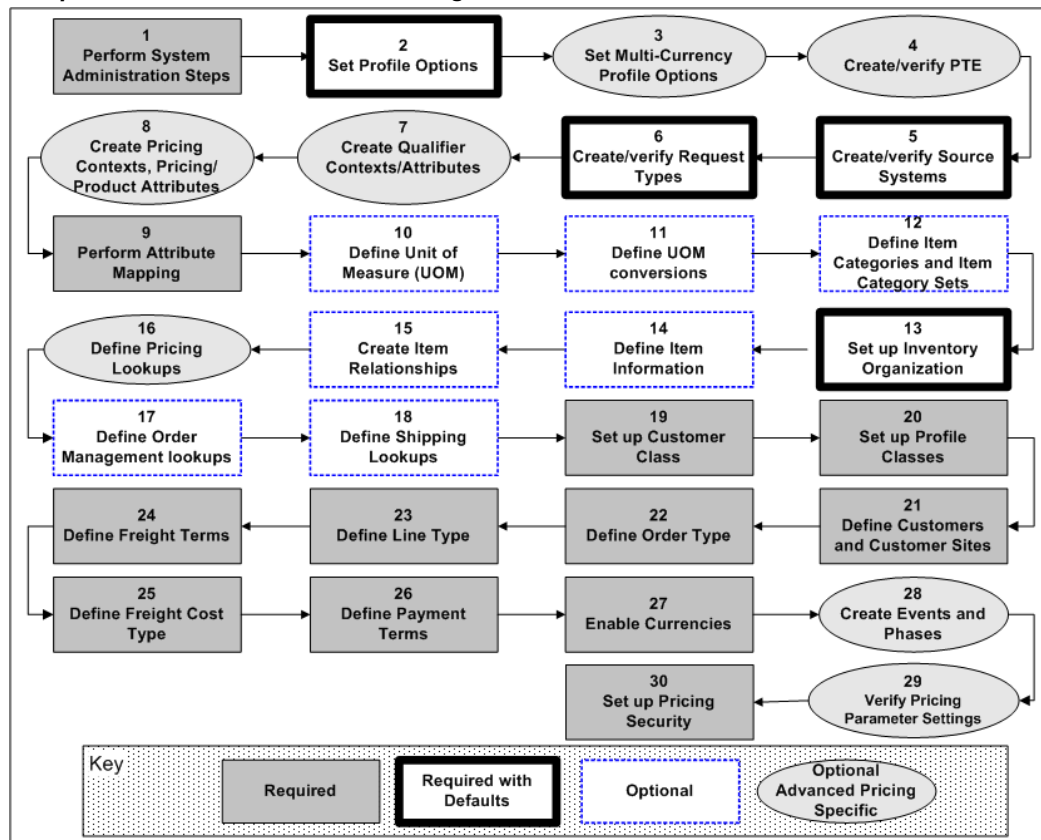 1
Perform System
Administration Steps
2
Set Profile Options
3
Set Multi-Currency
Profile Options
4
Create/verify PTE
8
Create Pricing
Contexts, Pricing/
Product Attributes
7
Create Qualifier
Contexts/Attributes
6
Create/verify Request
Types
5
Create/verify Source
Systems
9
Perform Attribute
Mapping
10
Define Unit of
Measure (UOM)
11
Define UOM
conversions
12
Define Item
Categories and Item
Category Sets
16
Define Pricing
Lookups
15
Create Item
Relationships
14
Define Item
Information
13
Set up Inventory
Organization
17
Define Order
Management lookups
18
Define Shipping
Lookups
19
Set up Customer
Class
20
Set up Profile
Classes
24
Define Freight Terms
23
Define Line Type
22
Define Order Type
21
Define Customers
and Customer Sites
25
Define Freight Cost
Type
26
Define Payment
Terms
27
Enable Currencies
28
Create Events and
Phases
30
Set up Pricing
Security
29
Verify Pricing
Parameter Settings
Key
Required
Required with
Defaults
Optional
Optional
Advanced Pricing
Specific